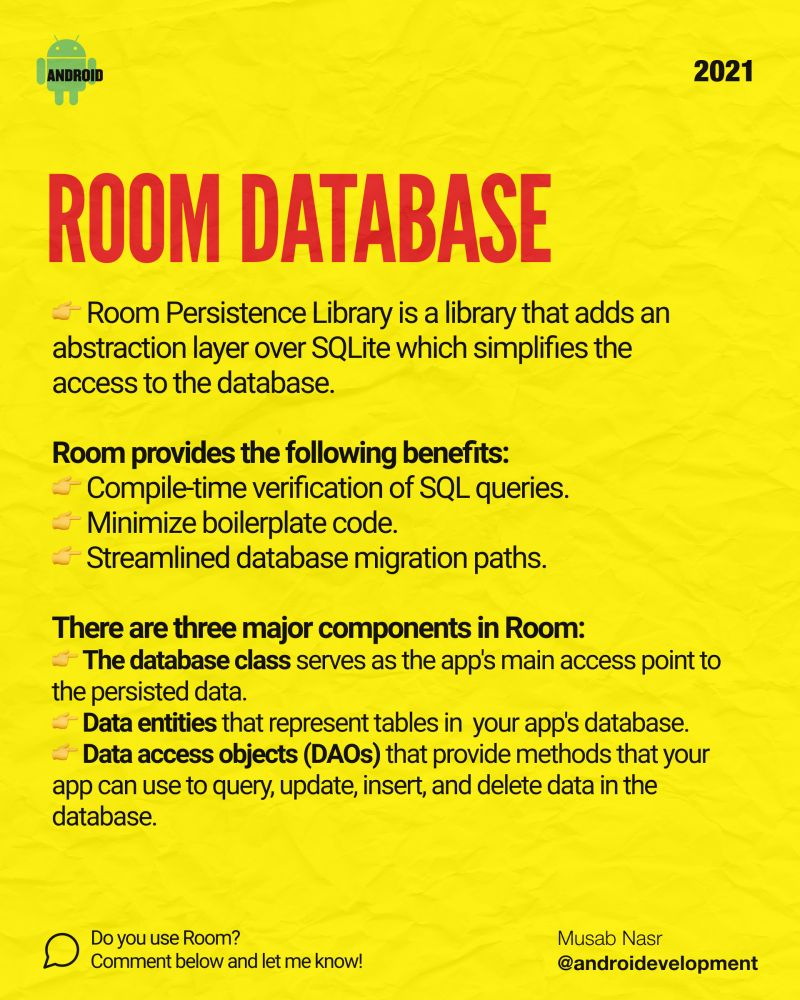 ANDROID
2021
ROOM DATABASE
👉 Room Persistence Library is a library that adds an
abstraction layer over SQLite which simplifies the
access to the database.
Room provides the following benefits:
👉 Compile-time verification of SQL queries.
👉 Minimize boilerplate code.
👉 Streamlined database migration paths.
There are three major components in Room:
👉 The database class serves as the app's main access point to
the persisted data.
👉 Data entities that represent tables in  your app's database.
👉 Data access objects (DAOs) that provide methods that your
app can use to query, update, insert, and delete data in the
database.
Do you use Room?
Comment below and let me know!
Musab Nasr
@androidevelopment